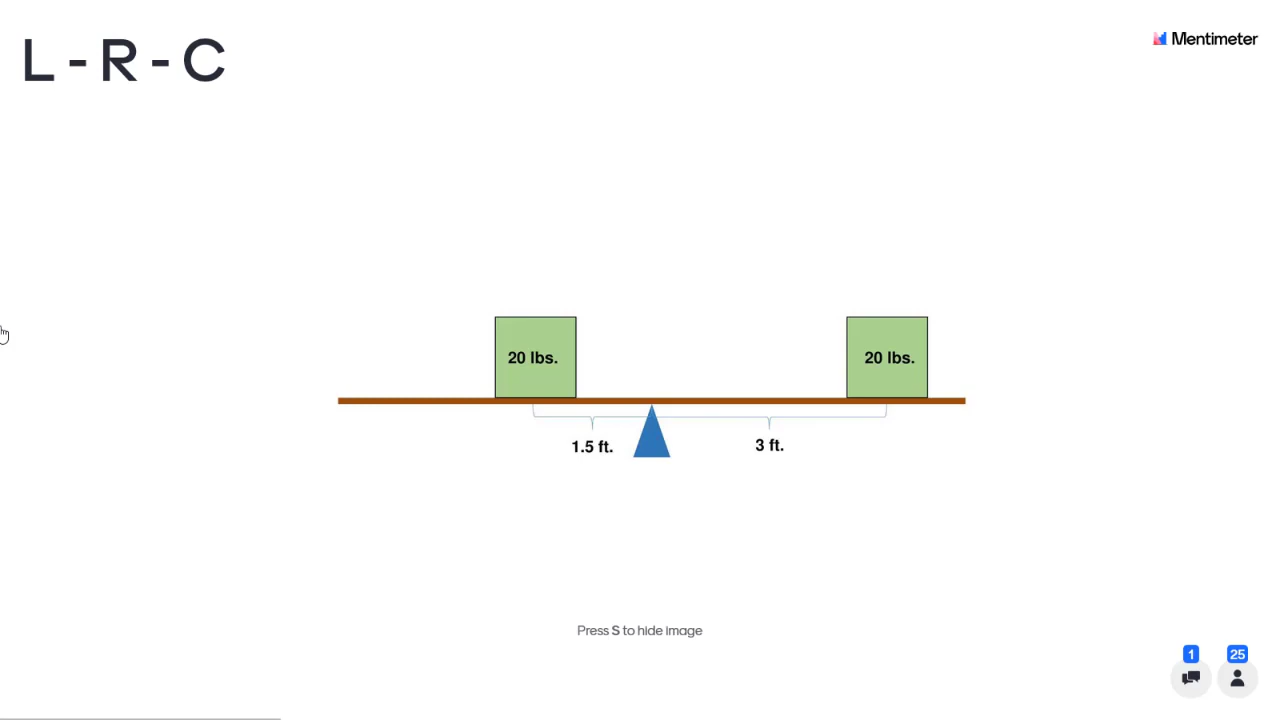 L - R - C
Mentimeter
20 lbs.
20 lbs.
1.5 ft.
3 ft.
Press S to hide image
1
25